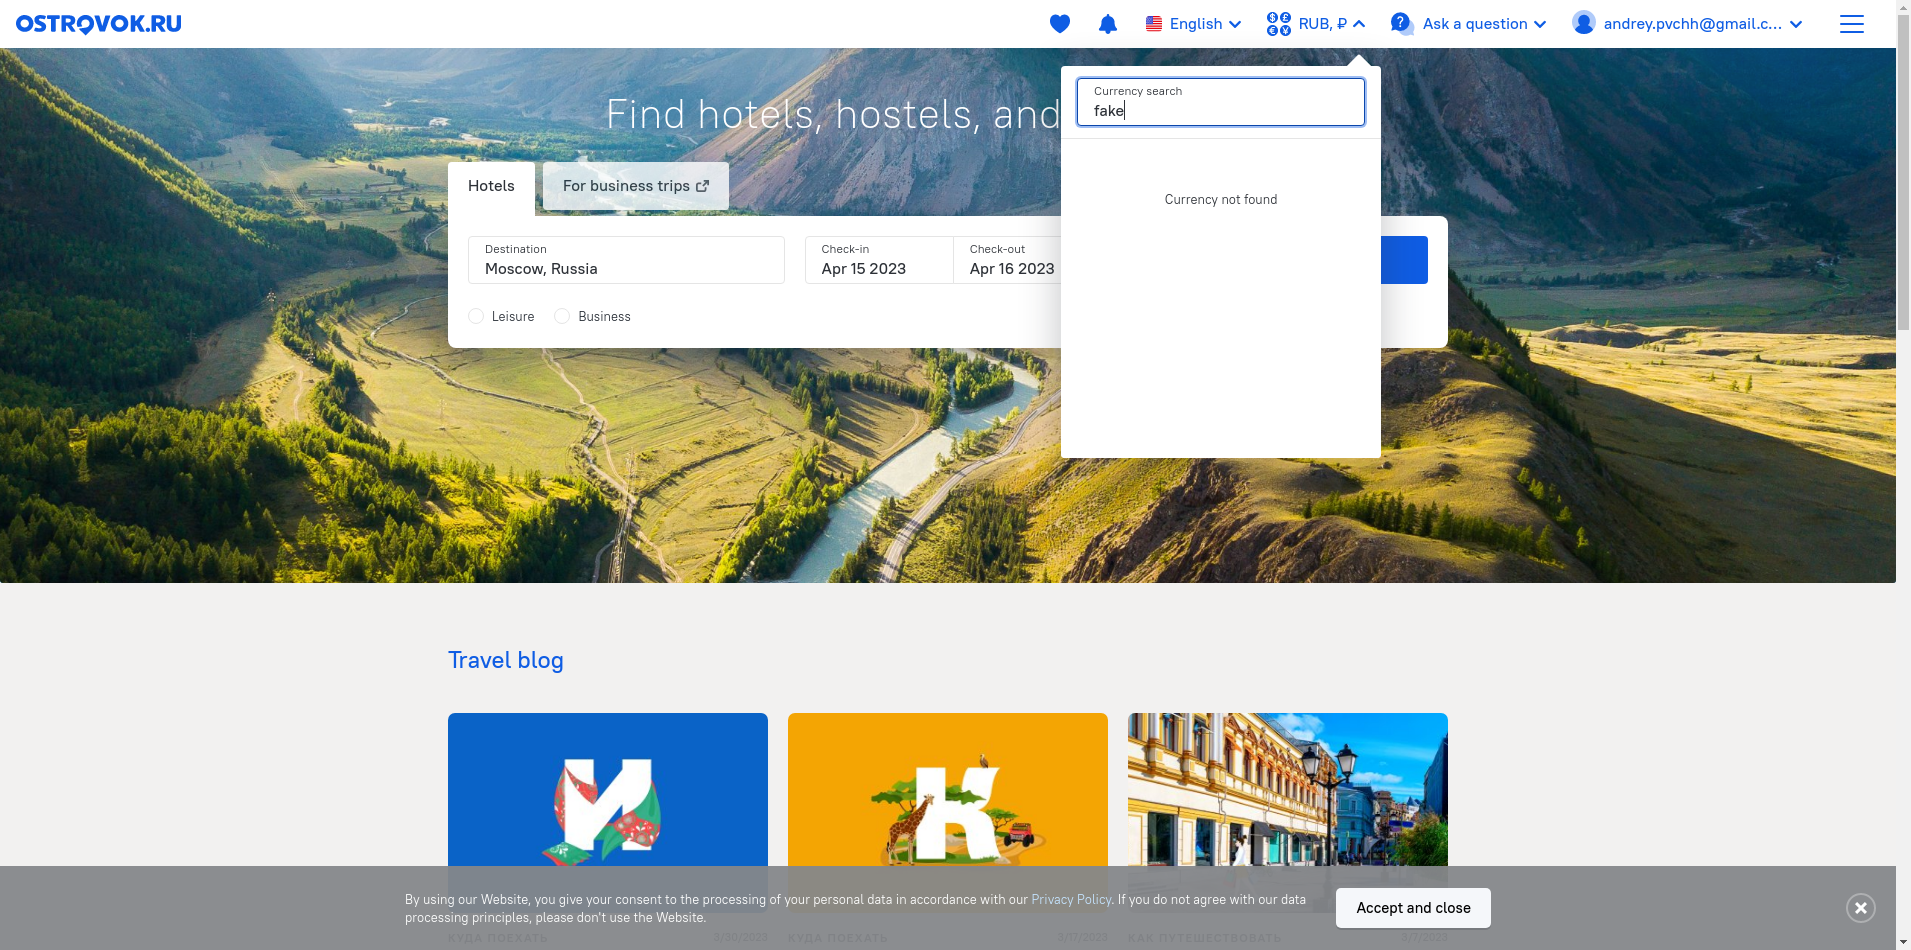 OSTROVOK.RU
English
RUB, ₽
Ask a question
andrey.pvchh@gmail.c...
Currency search
fake
Currency not found
Find hotels, hostels, and
Hotels
For business trips
Destination
Moscow, Russia
Check-in
Apr 15 2023
Check-out
Apr 16 2023
Leisure
Business
Travel blog
И
К
By using our Website, you give your consent to the processing of your personal data in accordance with our Privacy Policy. If you do not agree with our data
processing principles, please don't use the Website.
Accept and close
КУДА ПОЕХАТЬ
3/30/2023
КУДА ПОЕХАТЬ
3/17/2023
КАК ПУТЕШЕСТВОВАТЬ
3/7/2023